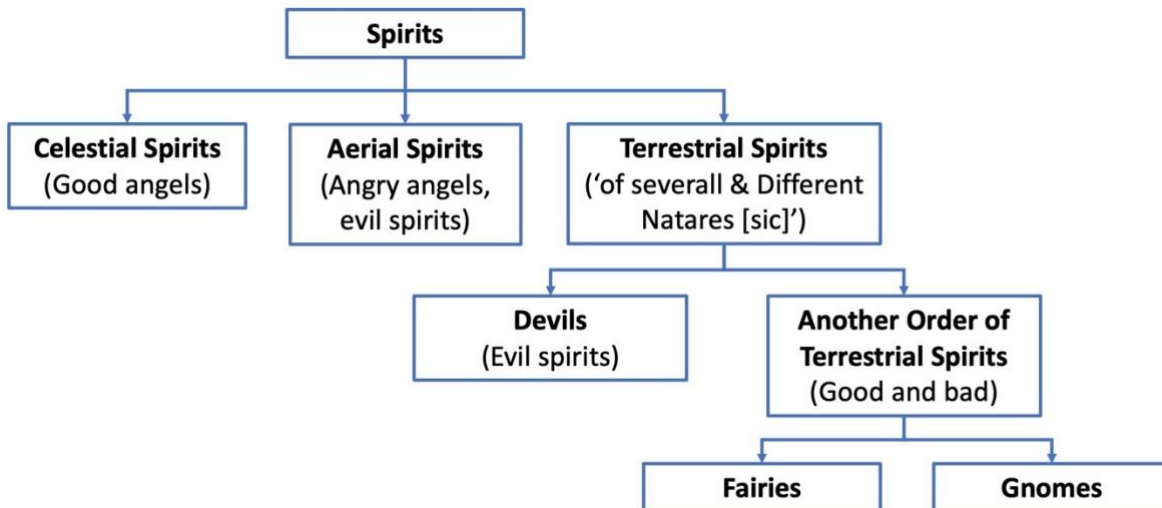 Spirits
Celestial Spirits
(Good angels)
Aerial Spirits
(Angry angels,
evil spirits)
Terrestrial Spirits
(‘of severall & Different
Natares [sic]’)
Devils
(Evil spirits)
Another Order of
Terrestrial Spirits
(Good and bad)
Fairies
Gnomes